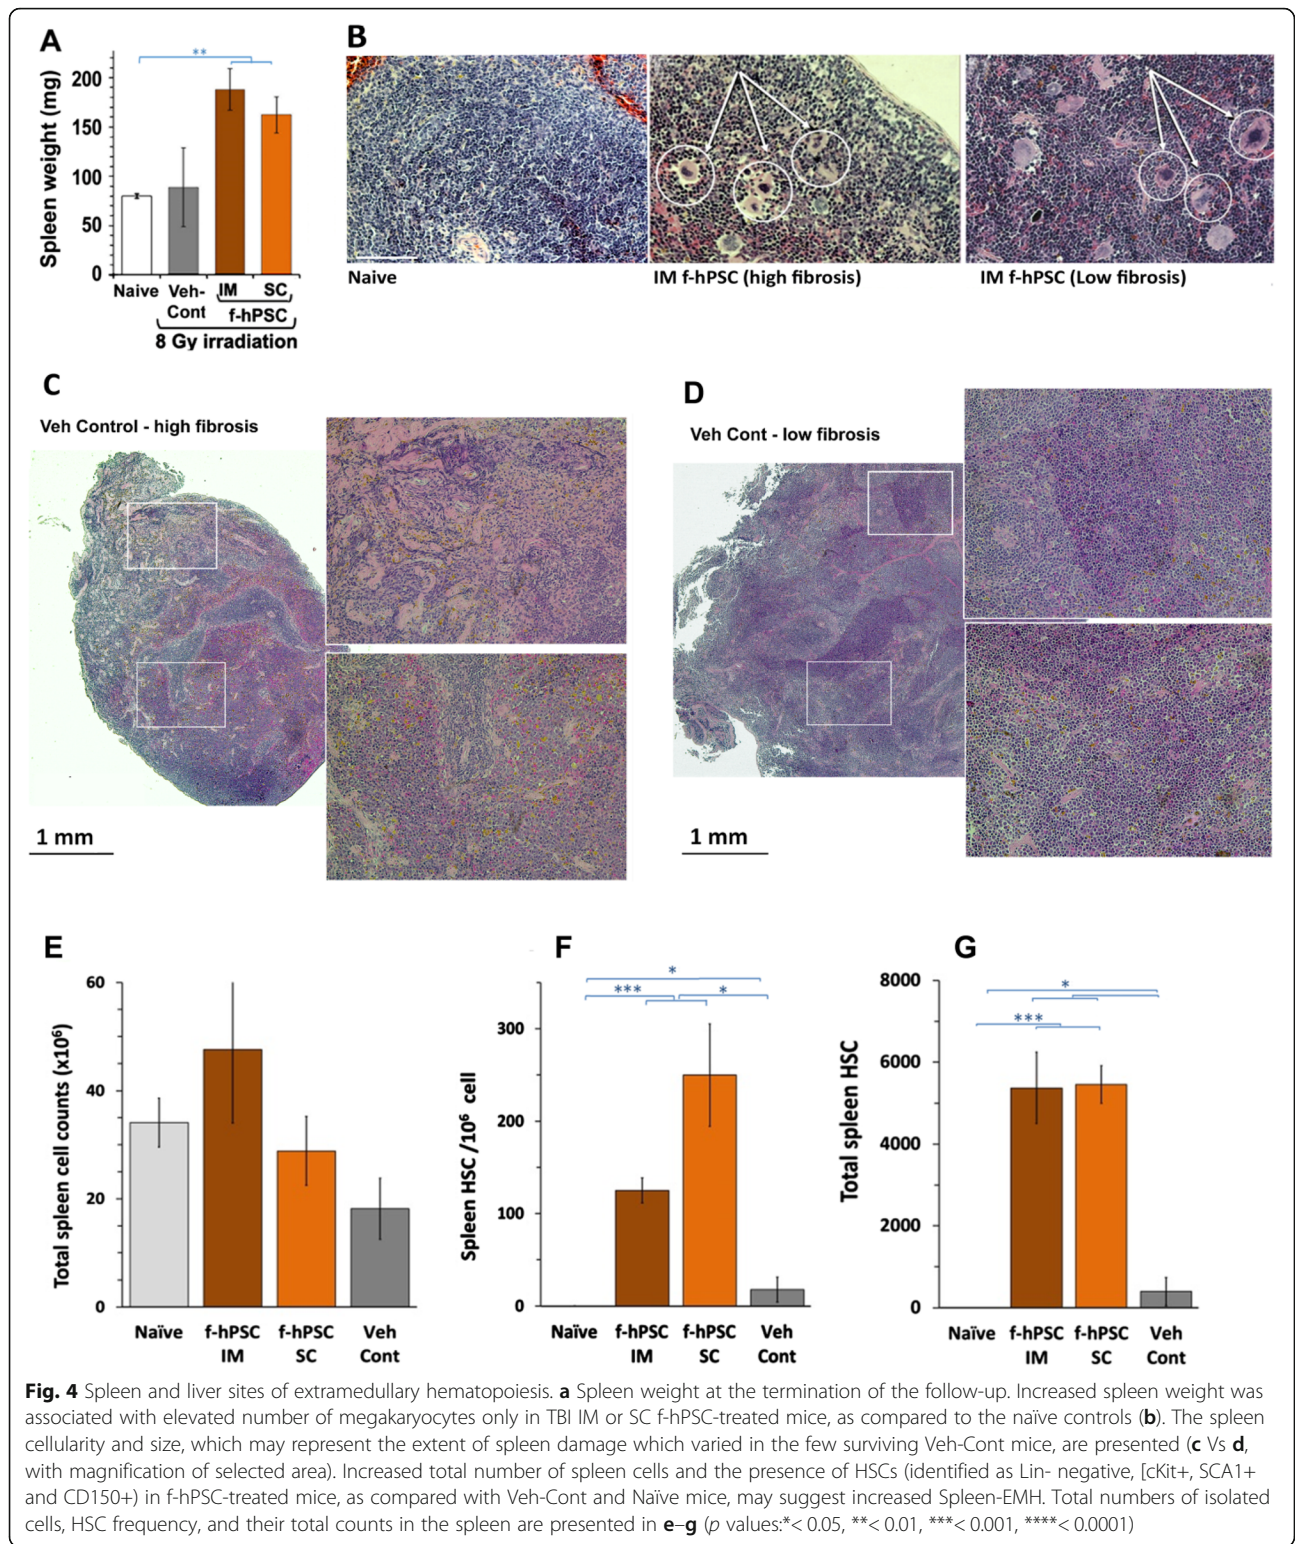 A
Spleen weight (mg)
200
150
100
50
0
**
Naive
Veh-
Cont
IM
SC
f-hPSC
8 Gy irradiation
B
Naive
IM f-hPSC (high fibrosis)
IM f-hPSC (Low fibrosis)
C
Veh Control - high fibrosis
1 mm
D
Veh Cont - low fibrosis
1 mm
E
Total spleen cell counts (x10⁶)
60
40
20
0
Naïve
f-hPSC
IM
f-hPSC
SC
Veh
Cont
F
Spleen HSC /10⁶ cell
300
200
100
0
*
***
*
Naïve
f-hPSC
IM
f-hPSC
SC
Veh
Cont
G
Total spleen HSC
8000
6000
4000
2000
0
*
***
Naïve
f-hPSC
IM
f-hPSC
SC
Veh
Cont
Fig. 4 Spleen and liver sites of extramedullary hematopoiesis. a Spleen weight at the termination of the follow-up. Increased spleen weight was
associated with elevated number of megakaryocytes only in TBI IM or SC f-hPSC-treated mice, as compared to the naïve controls (b). The spleen
cellularity and size, which may represent the extent of spleen damage which varied in the few surviving Veh-Cont mice, are presented (c Vs d,
with magnification of selected area). Increased total number of spleen cells and the presence of HSCs (identified as Lin- negative, [cKit+, SCA1+
and CD150+) in f-hPSC-treated mice, as compared with Veh-Cont and Naïve mice, may suggest increased Spleen-EMH. Total numbers of isolated
cells, HSC frequency, and their total counts in the spleen are presented in e–g (p values:*< 0.05, **< 0.01, ***< 0.001, ****< 0.0001)